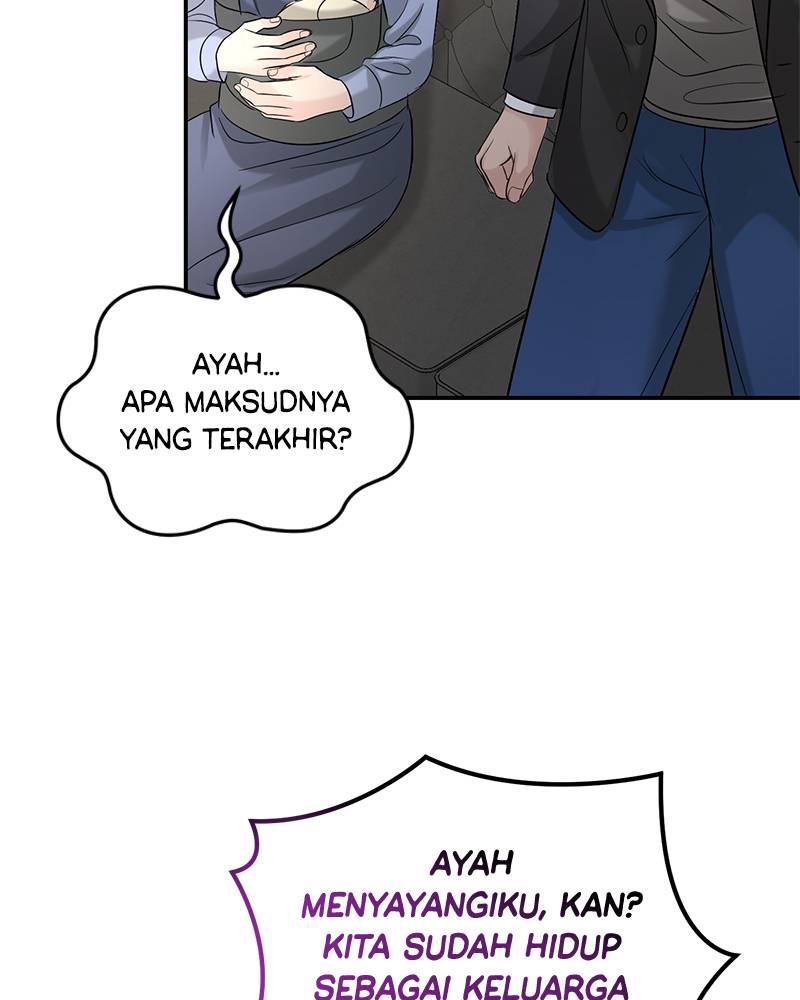 AYAH...
APA MAKSUDNYA
YANG TERAKHIR?
AYAH
MENYAYANGIKU, KAN?
KITA SUDAH HIDUP
SEBAGAI KELUARGA